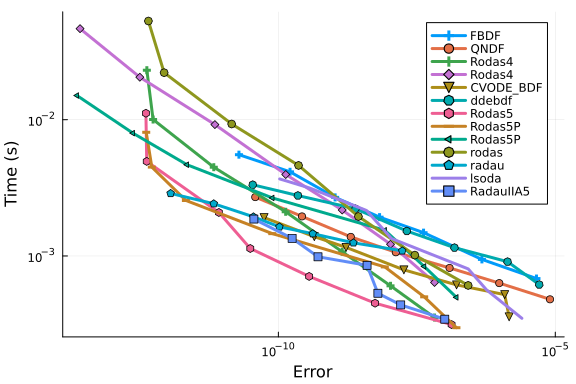 Time (s)
10⁻²
10⁻³
FBDF
QNDF
Rodas4
Rodas4
CVODE_BDF
ddebdf
Rodas5
Rodas5P
Rodas5P
rodas
radau
lsoda
RadauIIA5
10⁻¹⁰
10⁻⁵
Error